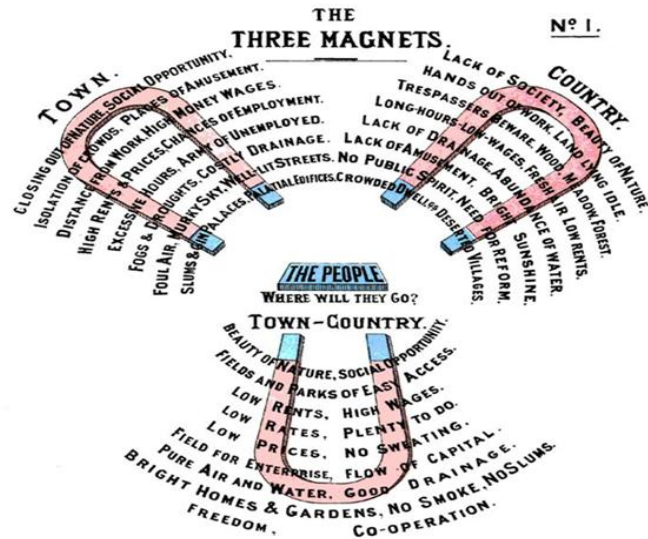 THE
THREE MAGNETS.
Nº 1.
TOWN.
CLOSING OUT OF NATURE. SOCIAL OPPORTUNITY.
ISOLATION OF CROWDS. PLACES OF AMUSEMENT.
DISTANCE FROM WORK. HIGH MONEY WAGES.
HIGH RENTS & PRICES. CHANCES OF EMPLOYMENT.
EXCESSIVE HOURS. ARMY OF UNEMPLOYED.
FOGS & DROUGHTS. COSTLY DRAINAGE.
FOUL AIR. MURKY SKY. WELL-LIT STREETS.
SLUMS & GIN PALACES. PALATIAL EDIFICES.
COUNTRY.
LACK OF SOCIETY. BEAUTY OF NATURE.
HANDS OUT OF WORK. LAND LYING IDLE.
TRESPASSERS BEWARE. WOOD, MEADOW, FOREST.
LONG-HOURS. LOW WAGES. FRESH AIR. LOW RENTS.
LACK OF DRAINAGE. ABUNDANCE OF WATER.
LACK OF AMUSEMENT. BRIGHT SUNSHINE.
NO PUBLIC SPIRIT. NEED FOR REFORM.
CROWDED DWELLGS. DESERTED VILLAGES.
THE PEOPLE
WHERE WILL THEY GO?
TOWN-COUNTRY.
BEAUTY OF NATURE, SOCIAL OPPORTUNITY.
FIELDS AND PARKS OF EASY ACCESS.
LOW RENTS, HIGH WAGES.
LOW RATES, PLENTY TO DO.
LOW PRICES, NO SWEATING.
FIELD FOR ENTERPRISE, FLOW OF CAPITAL.
PURE AIR AND WATER, GOOD DRAINAGE.
BRIGHT HOMES & GARDENS, NO SMOKE, NO SLUMS.
FREEDOM, CO-OPERATION.